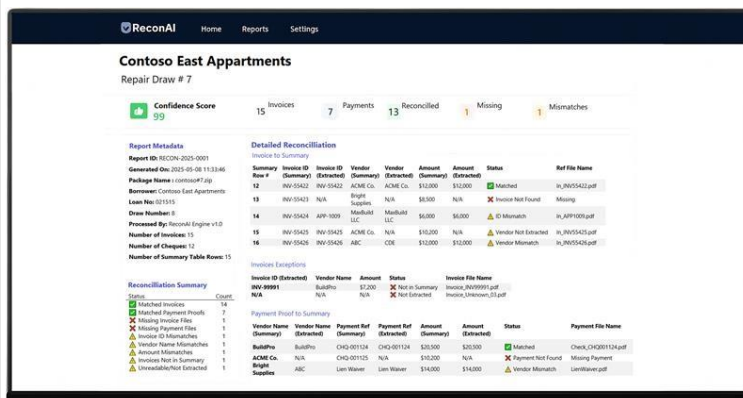 ReconAI Home Reports Settings
Contoso East Appartments
Repair Draw # 7
Confidence Score
99
15 Invoices
7 Payments
13 Reconcilled
1 Missing
1 Mismatches
Report Metadata
Report ID: RECON-2025-0001
Generated On: 2025-05-08 11:33:46
Package Name : contoso#7.zip
Borrower: Contoso East Apartments
Loan No: 021515
Draw Number: 8
Processed By: ReconAI Engine v1.0
Number of Invoices: 15
Number of Cheques: 12
Number of Summary Table Rows: 15
Reconcilliation Summary
Status Count
Matched Invoices 14
Matched Payment Proofs 7
Missing Invoice Files 1
Missing Payment Files 1
Invoice ID Mismatches 1
Vendor Name Mismatches 1
Amount Mismatches 1
Invoices Not in Summary 1
Unreadable/Not Extracted 1
Detailed Reconcilliation
Invoice to Summary
Summary Row # Invoice ID (Summary) Invoice ID (Extracted) Vendor (Summary) Vendor (Extracted) Amount (Summary) Amount (Extracted) Status Ref File Name
12 INV-55422 INV-55422 ACME Co. ACME Co. $12,000 $12,000 Matched In_INV55422.pdf
13 INV-55423 N/A Bright Supplies N/A $8,500 N/A Invoice Not Found Missing
14 INV-55424 APP-1009 MaxBuild LLC MaxBuild LLC $6,000 $6,000 ID Mismatch In_APP1009.pdf
15 INV-55425 INV-55425 ACME Co. N/A $10,200 N/A Vendor Not Extracted In_INV55425.pdf
16 INV-55426 INV-55426 ABC CDE $12,000 $12,000 Vendor Mismatch In_INV55426.pdf
Invoices Exceptions
Invoice ID (Extracted) Vendor Name Amount Status Invoice File Name
INV-99991 BuildPro $7,200 Not in Summary Invoice_INV99991.pdf
N/A N/A N/A Not Extracted Invoice_Unknown_03.pdf
Payment Proof to Summary
Vendor Name (Summary) Vendor Name (Extracted) Payment Ref (Summary) Payment Ref (Extracted) Amount (Summary) Amount (Extracted) Status Payment File Name
BuildPro BuildPro CHQ-001124 CHQ-001124 $20,500 $20,500 Matched Check_CHQ001124.pdf
ACME Co. N/A CHQ-001125 N/A $10,200 N/A Payment Not Found Missing Payment
Bright Supplies ABC Lien Waiver Lien Waiver $14,000 $14,000 Vendor Mismatch LienWaiver.pdf